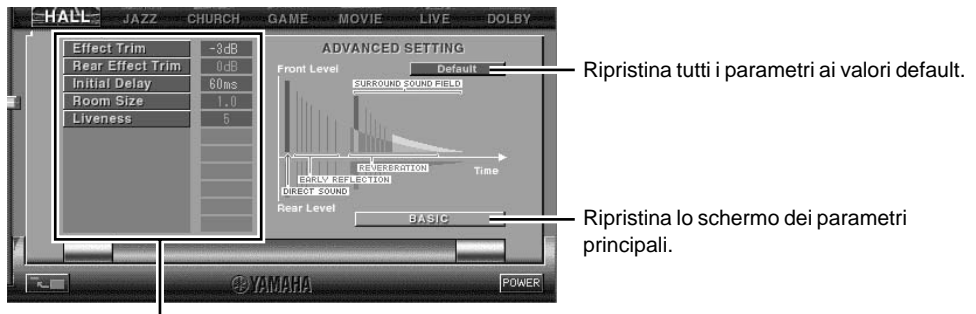 HALL JAZZ CHURCH GAME MOVIE LIVE DOLBY
ADVANCED SETTING
Effect Trim -3dB
Rear Effect Trim 0dB
Initial Delay 60ms
Room Size 1.0
Liveness 5
Front Level
Default
SURROUND SOUND FIELD
REVERBRATION
Time
EARLY REFLECTION
DIRECT SOUND
Rear Level
BASIC
YAMAHA
POWER
Ripristina tutti i parametri ai valori default.
Ripristina lo schermo dei parametri
principali.